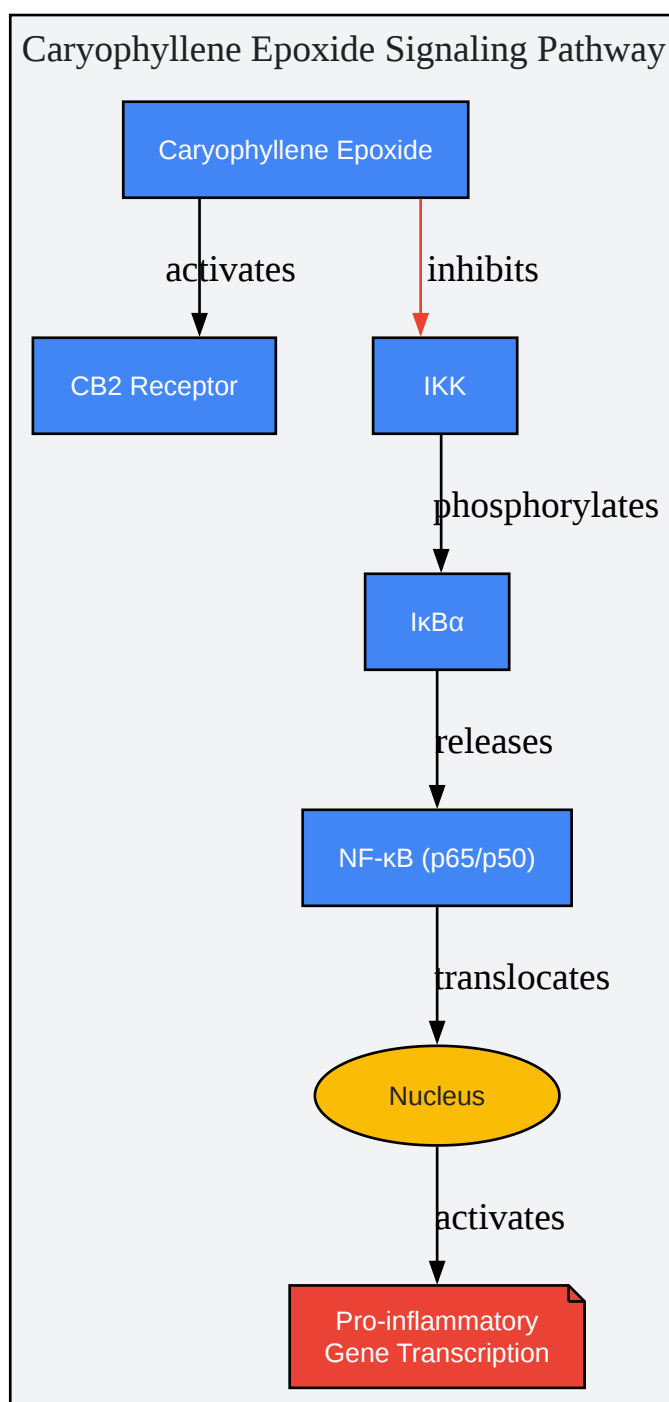 Caryophyllene Epoxide Signaling Pathway
Caryophyllene Epoxide
activates
inhibits
CB2 Receptor
IKK
phosphorylates
IκBα
releases
NF-κB (p65/p50)
translocates
Nucleus
activates
Pro-inflammatory
Gene Transcription